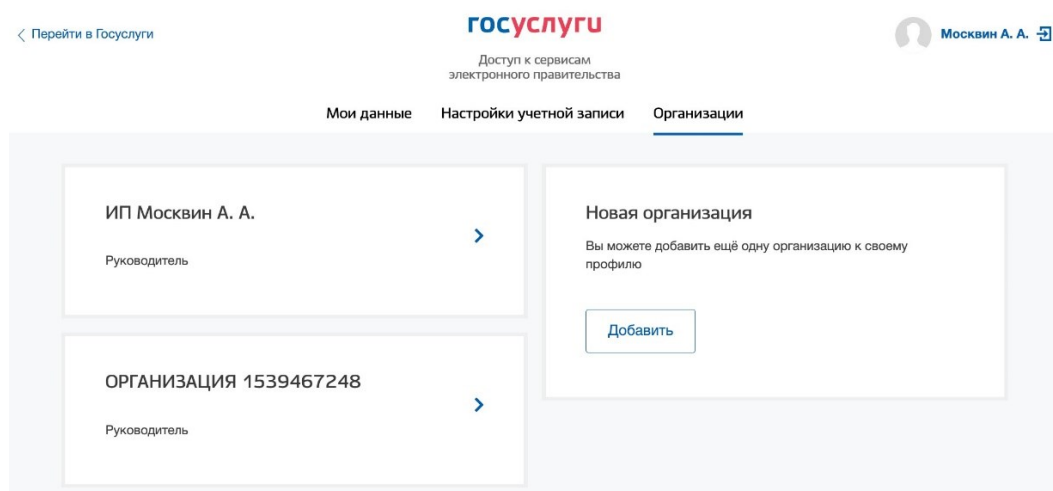 Перейти в Госуслуги
госуслуги
Москвин А. А.
Доступ к сервисам
электронного правительства
Мои данные
Настройки учетной записи
Организации
ИП Москвин А. А.
Руководитель
Новая организация
Вы можете добавить ещё одну организацию к своему
профилю
Добавить
ОРГАНИЗАЦИЯ 1539467248
Руководитель